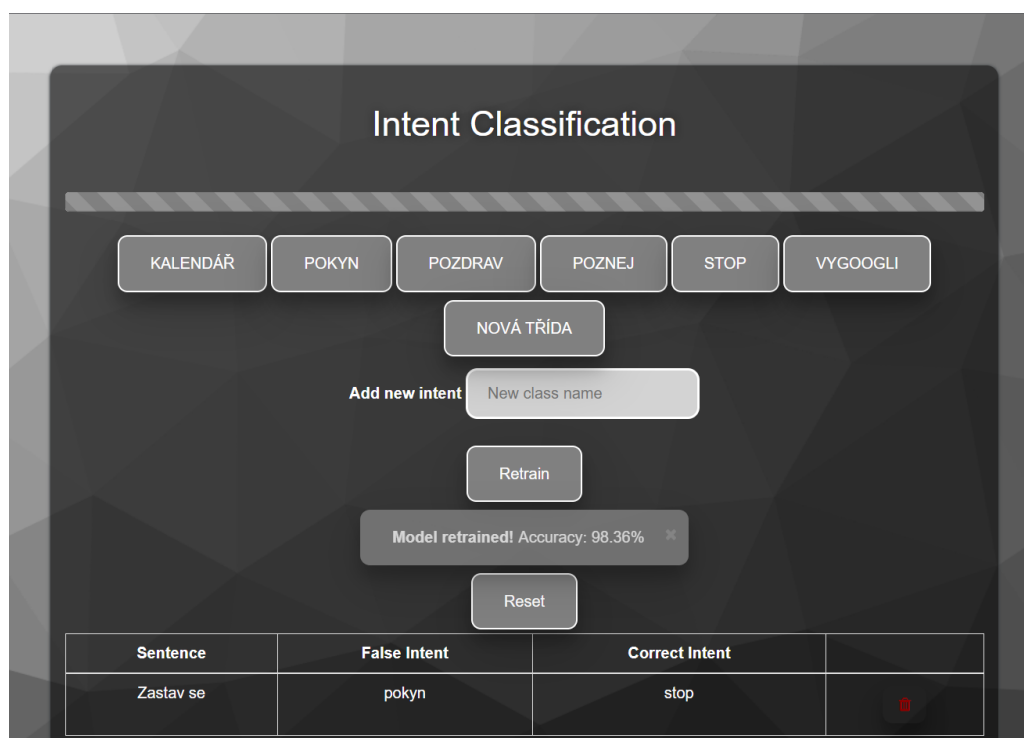 Intent Classification
KALENDÁŘ POKYN POZDRAV POZNEJ STOP VYGOOGLI
NOVÁ TŘÍDA
Add new intent New class name
Retrain
Model retrained! Accuracy: 98.36% ✖
Reset
Sentence False Intent Correct Intent
Zastav se pokyn stop